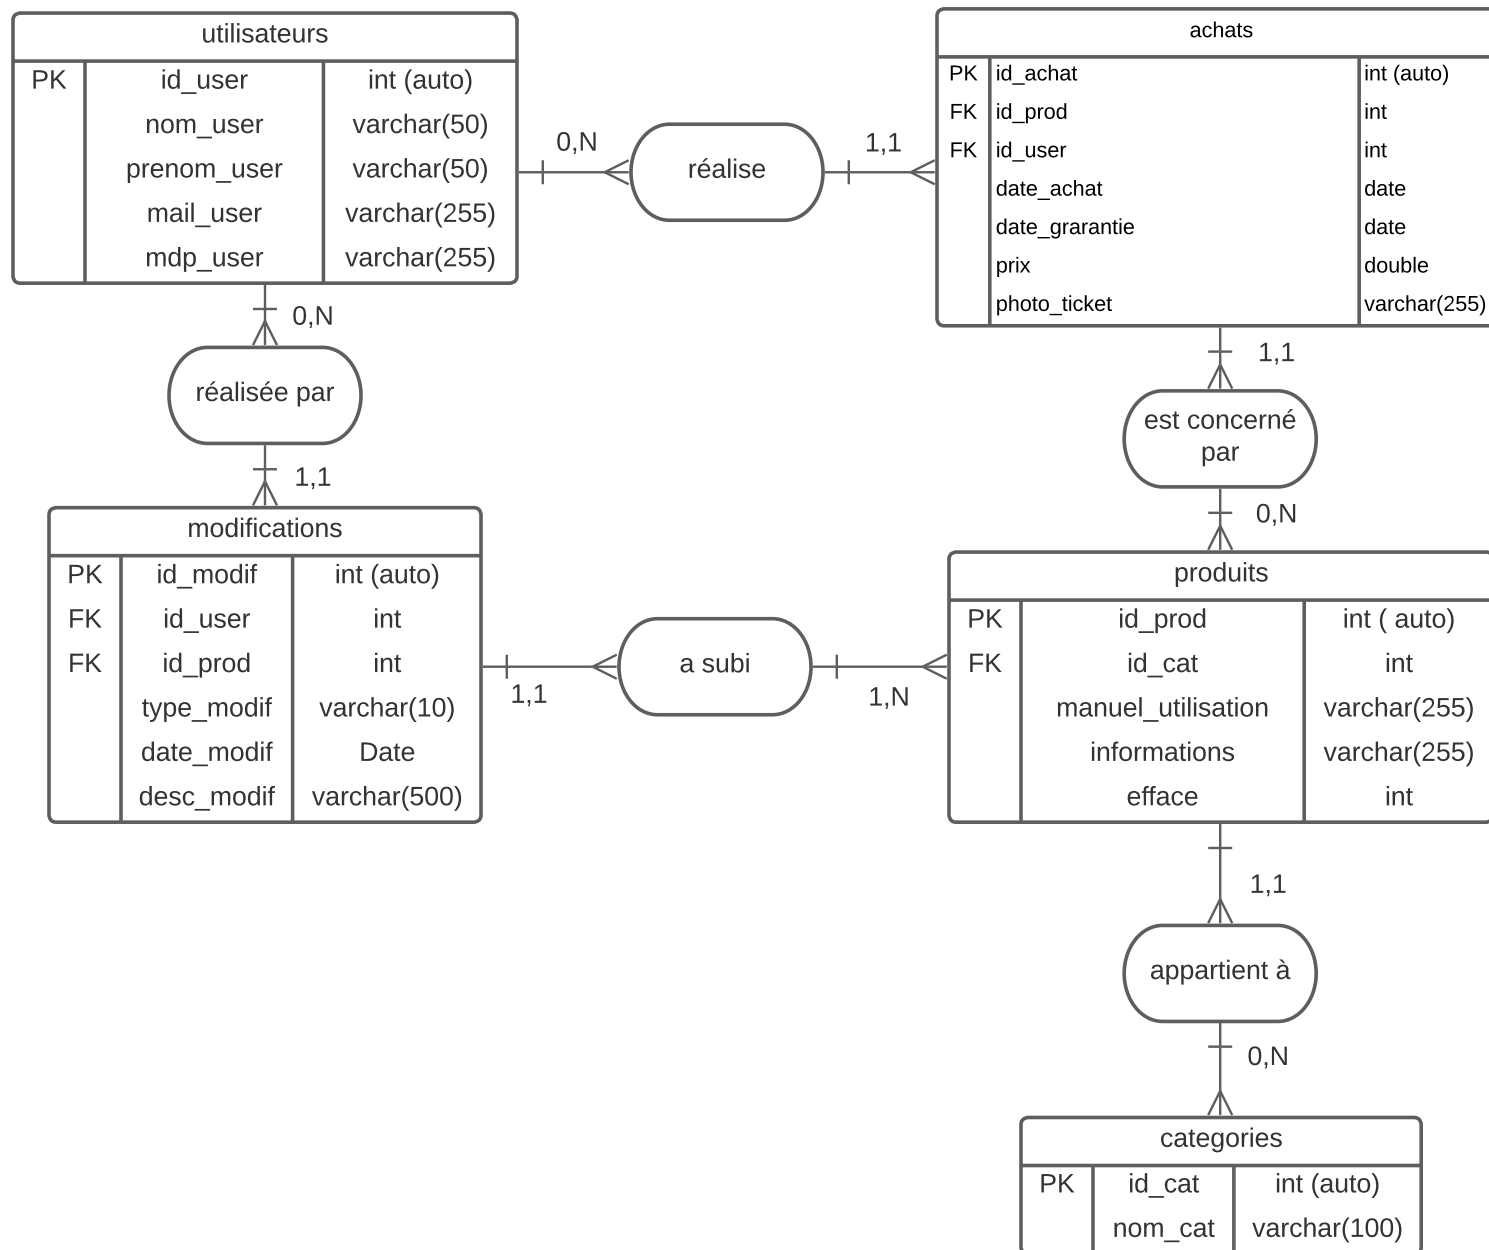 utilisateurs
PK id_user int (auto)
nom_user varchar(50)
prenom_user varchar(50)
mail_user varchar(255)
mdp_user varchar(255)
0,N
réalise
1,1
achats
PK id_achat int (auto)
FK id_prod int
FK id_user int
date_achat date
date_grarantie date
prix double
photo_ticket varchar(255)
0,N
réalisée par
1,1
1,1
est concerné
par
0,N
modifications
PK id_modif int (auto)
FK id_user int
FK id_prod int
type_modif varchar(10)
date_modif Date
desc_modif varchar(500)
1,1
a subi
1,N
produits
PK id_prod int ( auto)
FK id_cat int
manuel_utilisation varchar(255)
informations varchar(255)
efface int
1,1
appartient à
0,N
categories
PK id_cat int (auto)
nom_cat varchar(100)